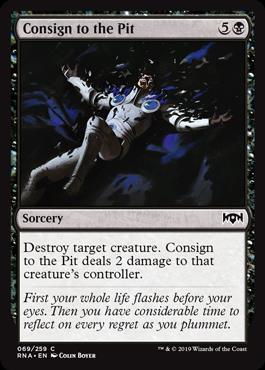 Consign to the Pit 5
Sorcery
Destroy target creature. Consign
to the Pit deals 2 damage to that
creature's controller.
First your whole life flashes before your
eyes. Then you have considerable time to
reflect on every regret as you plummet.
069/259 C
RNA • EN Colin Boyer
™ & © 2019 Wizards of the Coast